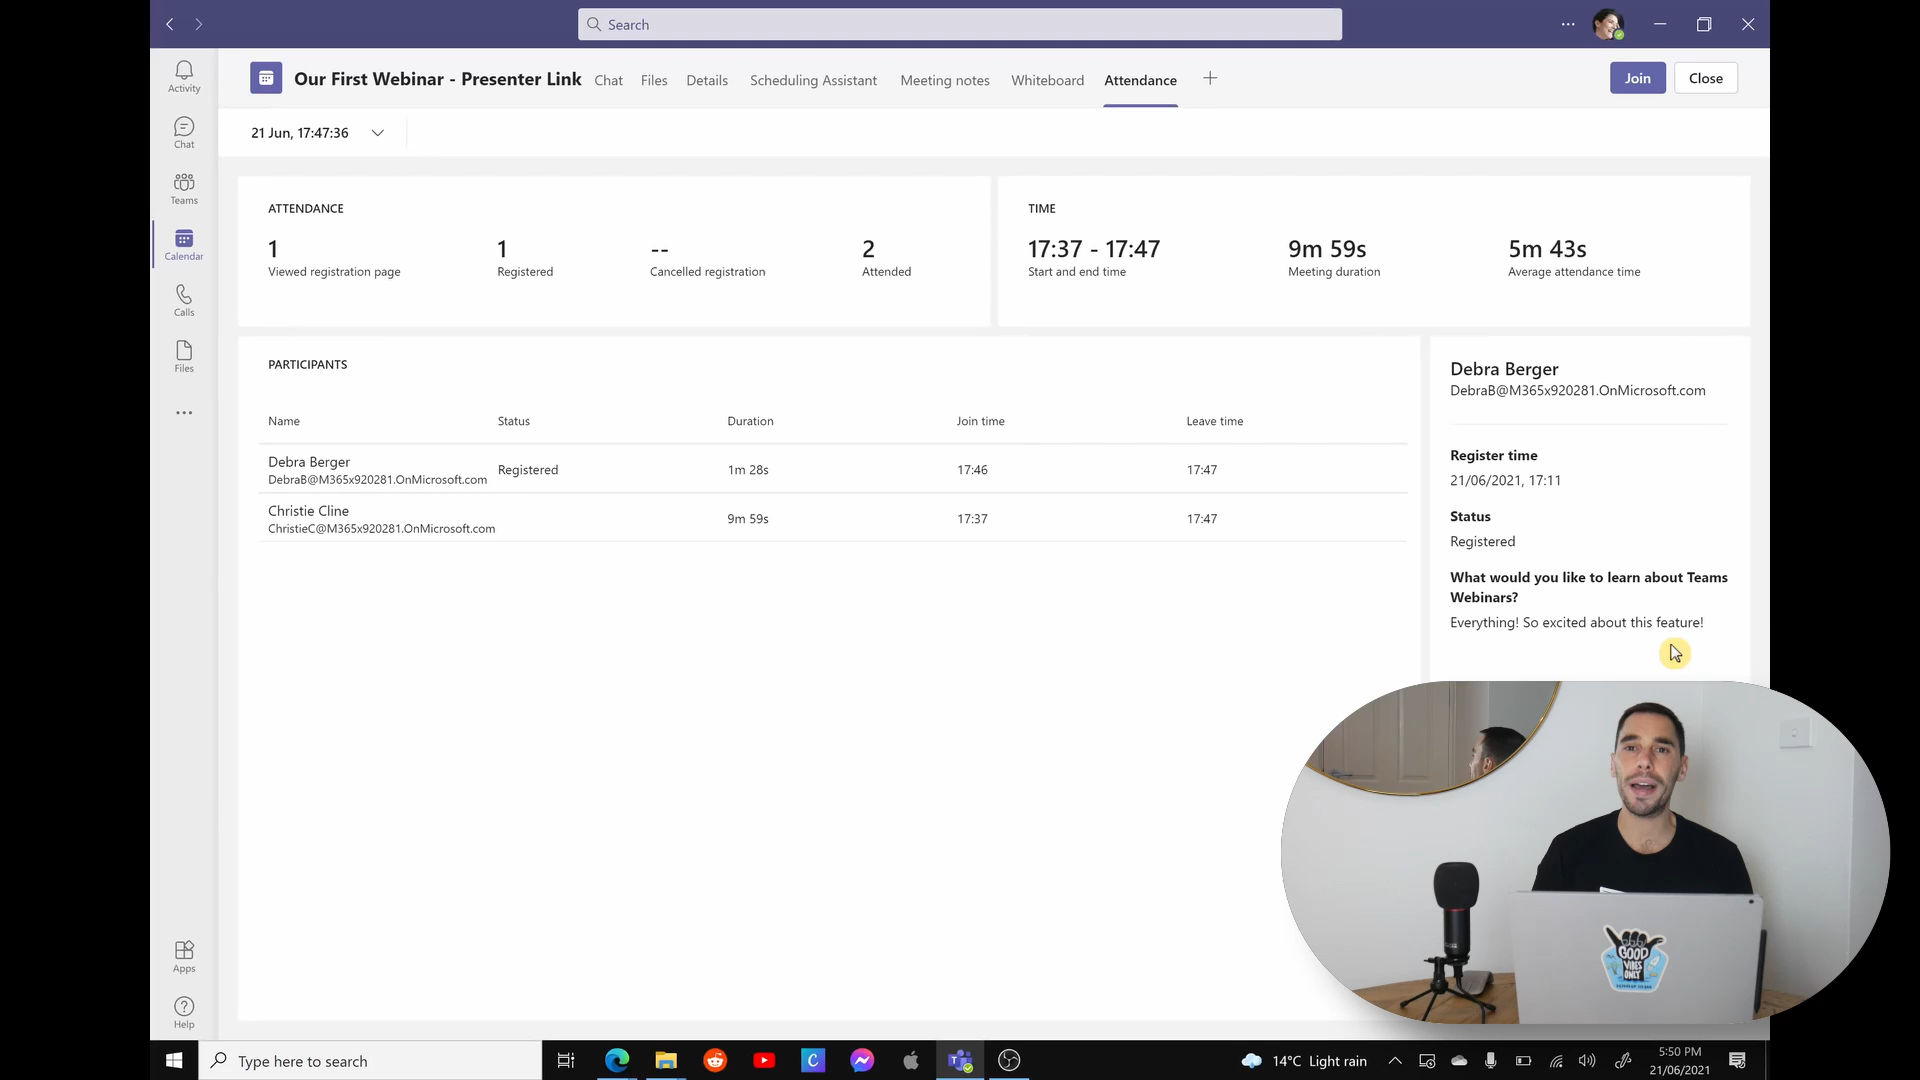 Search
Activity
Chat
Teams
Calendar
Calls
Files
Apps
Help
Our First Webinar - Presenter Link
Chat
Files
Details
Scheduling Assistant
Meeting notes
Whiteboard
Attendance
Join
Close
21 Jun, 17:47:36
ATTENDANCE
1
Viewed registration page
1
Registered
--
Cancelled registration
2
Attended
TIME
17:37 - 17:47
Start and end time
9m 59s
Meeting duration
5m 43s
Average attendance time
PARTICIPANTS
Name Status Duration Join time Leave time
Debra Berger
DebraB@M365x920281.OnMicrosoft.com
Registered 1m 28s 17:46 17:47
Christie Cline
ChristieC@M365x920281.OnMicrosoft.com
9m 59s 17:37 17:47
Debra Berger
DebraB@M365x920281.OnMicrosoft.com
Register time
21/06/2021, 17:11
Status
Registered
What would you like to learn about Teams
Webinars?
Everything! So excited about this feature!
GOOD
VIBES
ONLY
Type here to search
14°C Light rain
5:50 PM
21/06/2021